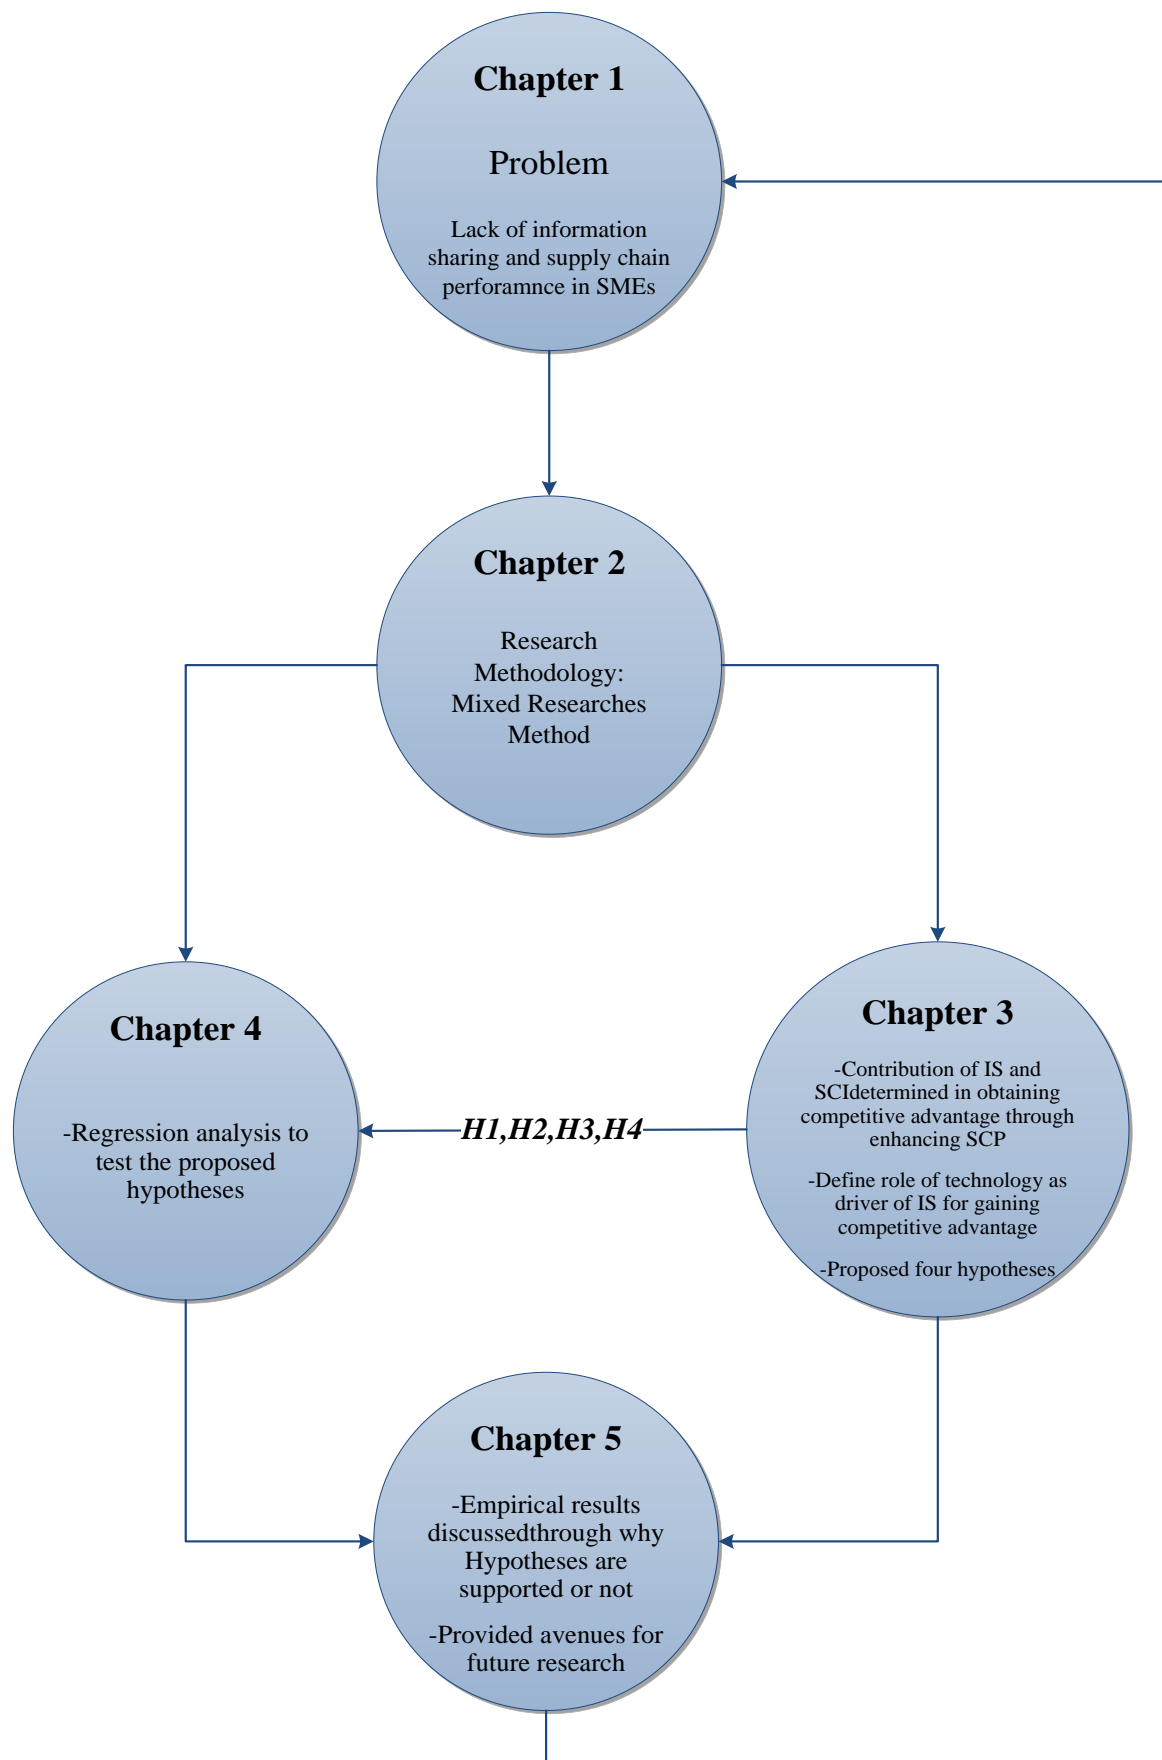 Chapter 1
Problem
Lack of information
sharing and supply chain
perforamnce in SMEs
Chapter 2
Research
Methodology:
Mixed Researches
Method
Chapter 4
-Regression analysis to
test the proposed
hypotheses
H1,H2,H3,H4
Chapter 3
-Contribution of IS and
SCIdetermined in obtaining
competitive advantage through
enhancing SCP
-Define role of technology as
driver of IS for gaining
competitive advantage
-Proposed four hypotheses
Chapter 5
-Empirical results
discussedthrough why
Hypotheses are
supported or not
-Provided avenues for
future research